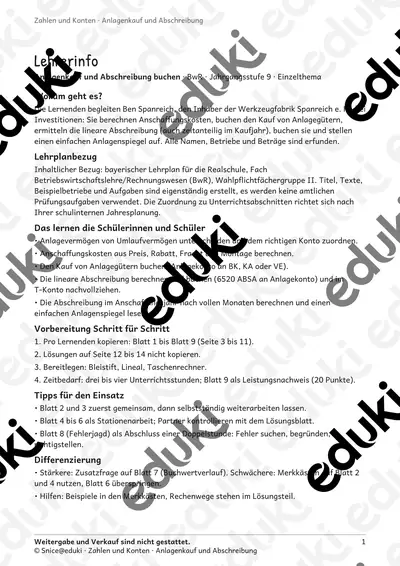 Zahlen und Konten · Anlagenkauf und Abschreibung
Lehrerinfo
und Abschreibung buchen · BwR · Jahrgangsstufe 9 · Einzelthema
geht es?
Die Lernenden begleiten Ben Spanreich, den Inhaber der Werkzeugfabrik Spanreich e.
Investitionen: Sie berechnen Anschaffungskosten, buchen den Kauf von Anlagegütern,
ermitteln die lineare Abschreibung (auch zeitanteilig im Kaufjahr), buchen sie und stellen
einen einfachen Anlagenspiegel auf. Alle Namen, Betriebe und Beträge sind erfunden.
Lehrplanbezug
Inhaltlicher Bezug: bayerischer Lehrplan für die Realschule, Fach
Betriebswirtschaftslehre/Rechnungswesen (BwR), Wahlpflichtfächergruppe II. Titel, Texte,
Beispielbetriebe und Aufgaben sind eigenständig erstellt, es werden keine amtlichen
Prüfungsaufgaben verwendet. Die Zuordnung zu Unterrichtsabschnitten richtet sich nach
Ihrer schulinternen Jahresplanung.
Das lernen die Schülerinnen und Schüler
• Anlagevermögen von Umlaufvermögen dem richtigen Konto zuordnen.
• Anschaffungskosten aus Preis, Rabatt, Montage berechnen.
• Den Kauf von Anlagegütern buchen BK, KA oder VE).
• Die lineare Abschreibung berechnen (6520 ABSA an Anlagekonto) und im
T-Konto nachvollziehen.
• Die Abschreibung im nach vollen Monaten berechnen und einen
einfachen Anlagenspiegel
Vorbereitung Schritt für Schritt
1. Pro Lernenden kopieren: Blatt 1 bis Blatt 9 (Seite 3 bis 11).
2. Lösungen auf Seite 12 bis 14 nicht kopieren.
3. Bereitlegen: Bleistift, Lineal, Taschenrechner.
4. Zeitbedarf: drei bis vier Unterrichtsstunden; Blatt 9 als Leistungsnachweis (20 Punkte).
Tipps für den Einsatz
• Blatt 2 und 3 zuerst gemeinsam, dann selbstständig weiterarbeiten lassen.
• Blatt 4 bis 6 als Stationenarbeit; Partner kontrollieren mit dem Lösungsblatt.
• Blatt 8 (Fehlerjagd) als Abschluss einer Doppelstunde: Fehler suchen, begründen,
Differenzierung
• Stärkere: Zusatzfrage auf Blatt 7 (Buchwertverlauf). Schwächere: Blatt 2
und 4 nutzen, Blatt 6 überspringen.
• Hilfen: Beispiele in den Merkkästen, Rechenwege stehen im Lösungsteil.
Weitergabe und Verkauf sind nicht gestattet.
1
© Snice@eduki · Zahlen und Konten · Anlagenkauf und Abschreibung
eduki
eduki
eduki
eduki
eduki
eduki
eduki